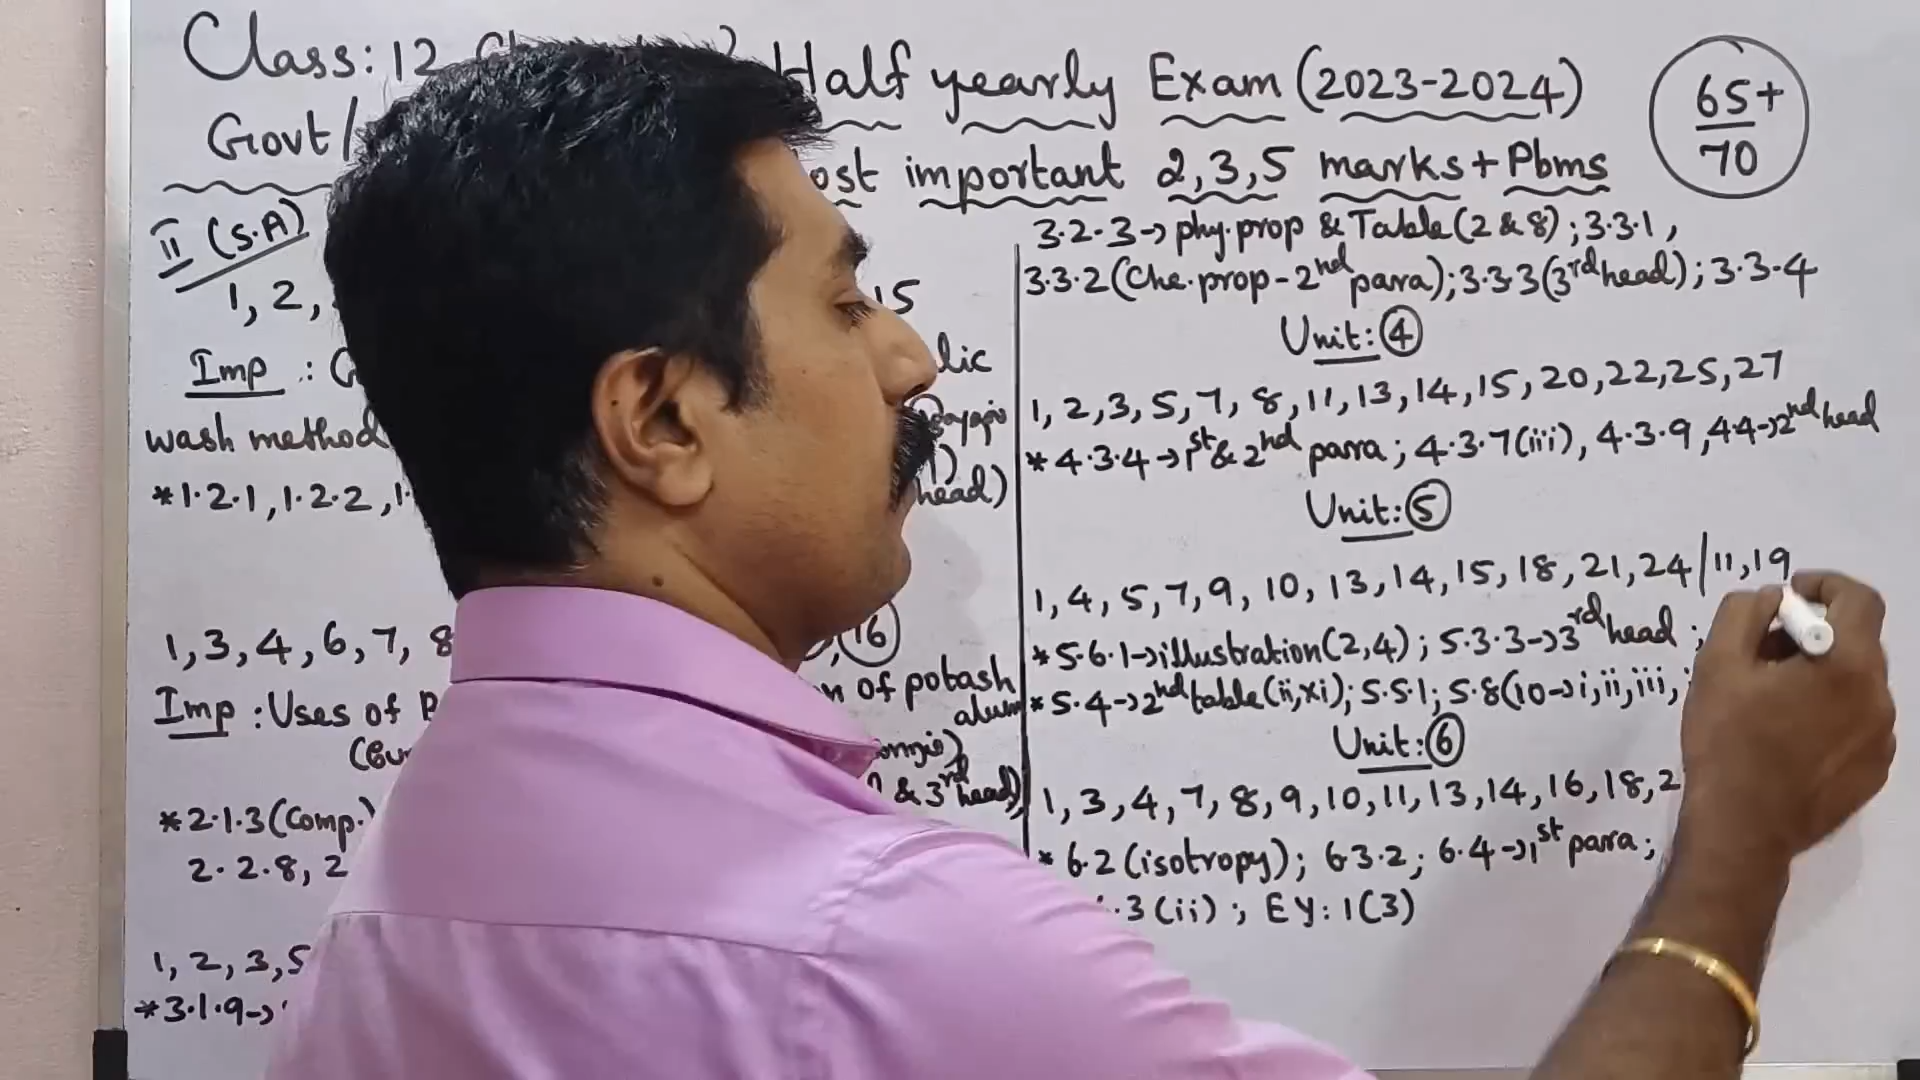 Class: 12 Half yearly Exam (2023-2024)
Govt/ important 2,3,5 marks + Pbms
65+
70
II (S.A)
1, 2, 15
Imp :
wash method
*1.2.1, 1.2.2, head)
1, 3, 4, 6, 7, 8 16
Imp : Uses of of potash
alum
*2.1.3 (Comp.) & 3rd head)
2.2.8, 2
1, 2, 3, 5
*3.1.9→
3.2.3→ phy.prop & Table (2 & 8) ; 3.3.1,
3.3.2 (Che.prop - 2nd para); 3.3.3 (3rd head); 3.3.4
Unit: 4
1, 2, 3, 5, 7, 8, 11, 13, 14, 15, 20, 22, 25, 27
* 4.3.4 → 1st & 2nd para ; 4.3.7 (iii), 4.3.9, 4.4→2nd head
Unit: 5
1, 4, 5, 7, 9, 10, 13, 14, 15, 18, 21, 24 / 11, 19
* 5.6.1→illustration (2,4) ; 5.3.3→3rd head ;
* 5.4→2nd table (ii, xi); 5.5.1; 5.8 (10→i, ii, iii,
Unit: 6
1, 3, 4, 7, 8, 9, 10, 11, 13, 14, 16, 18, 2
* 6.2 (isotropy) ; 6.3.2 ; 6.4→1st para ;
.3 (ii) ; EY: 1(3)